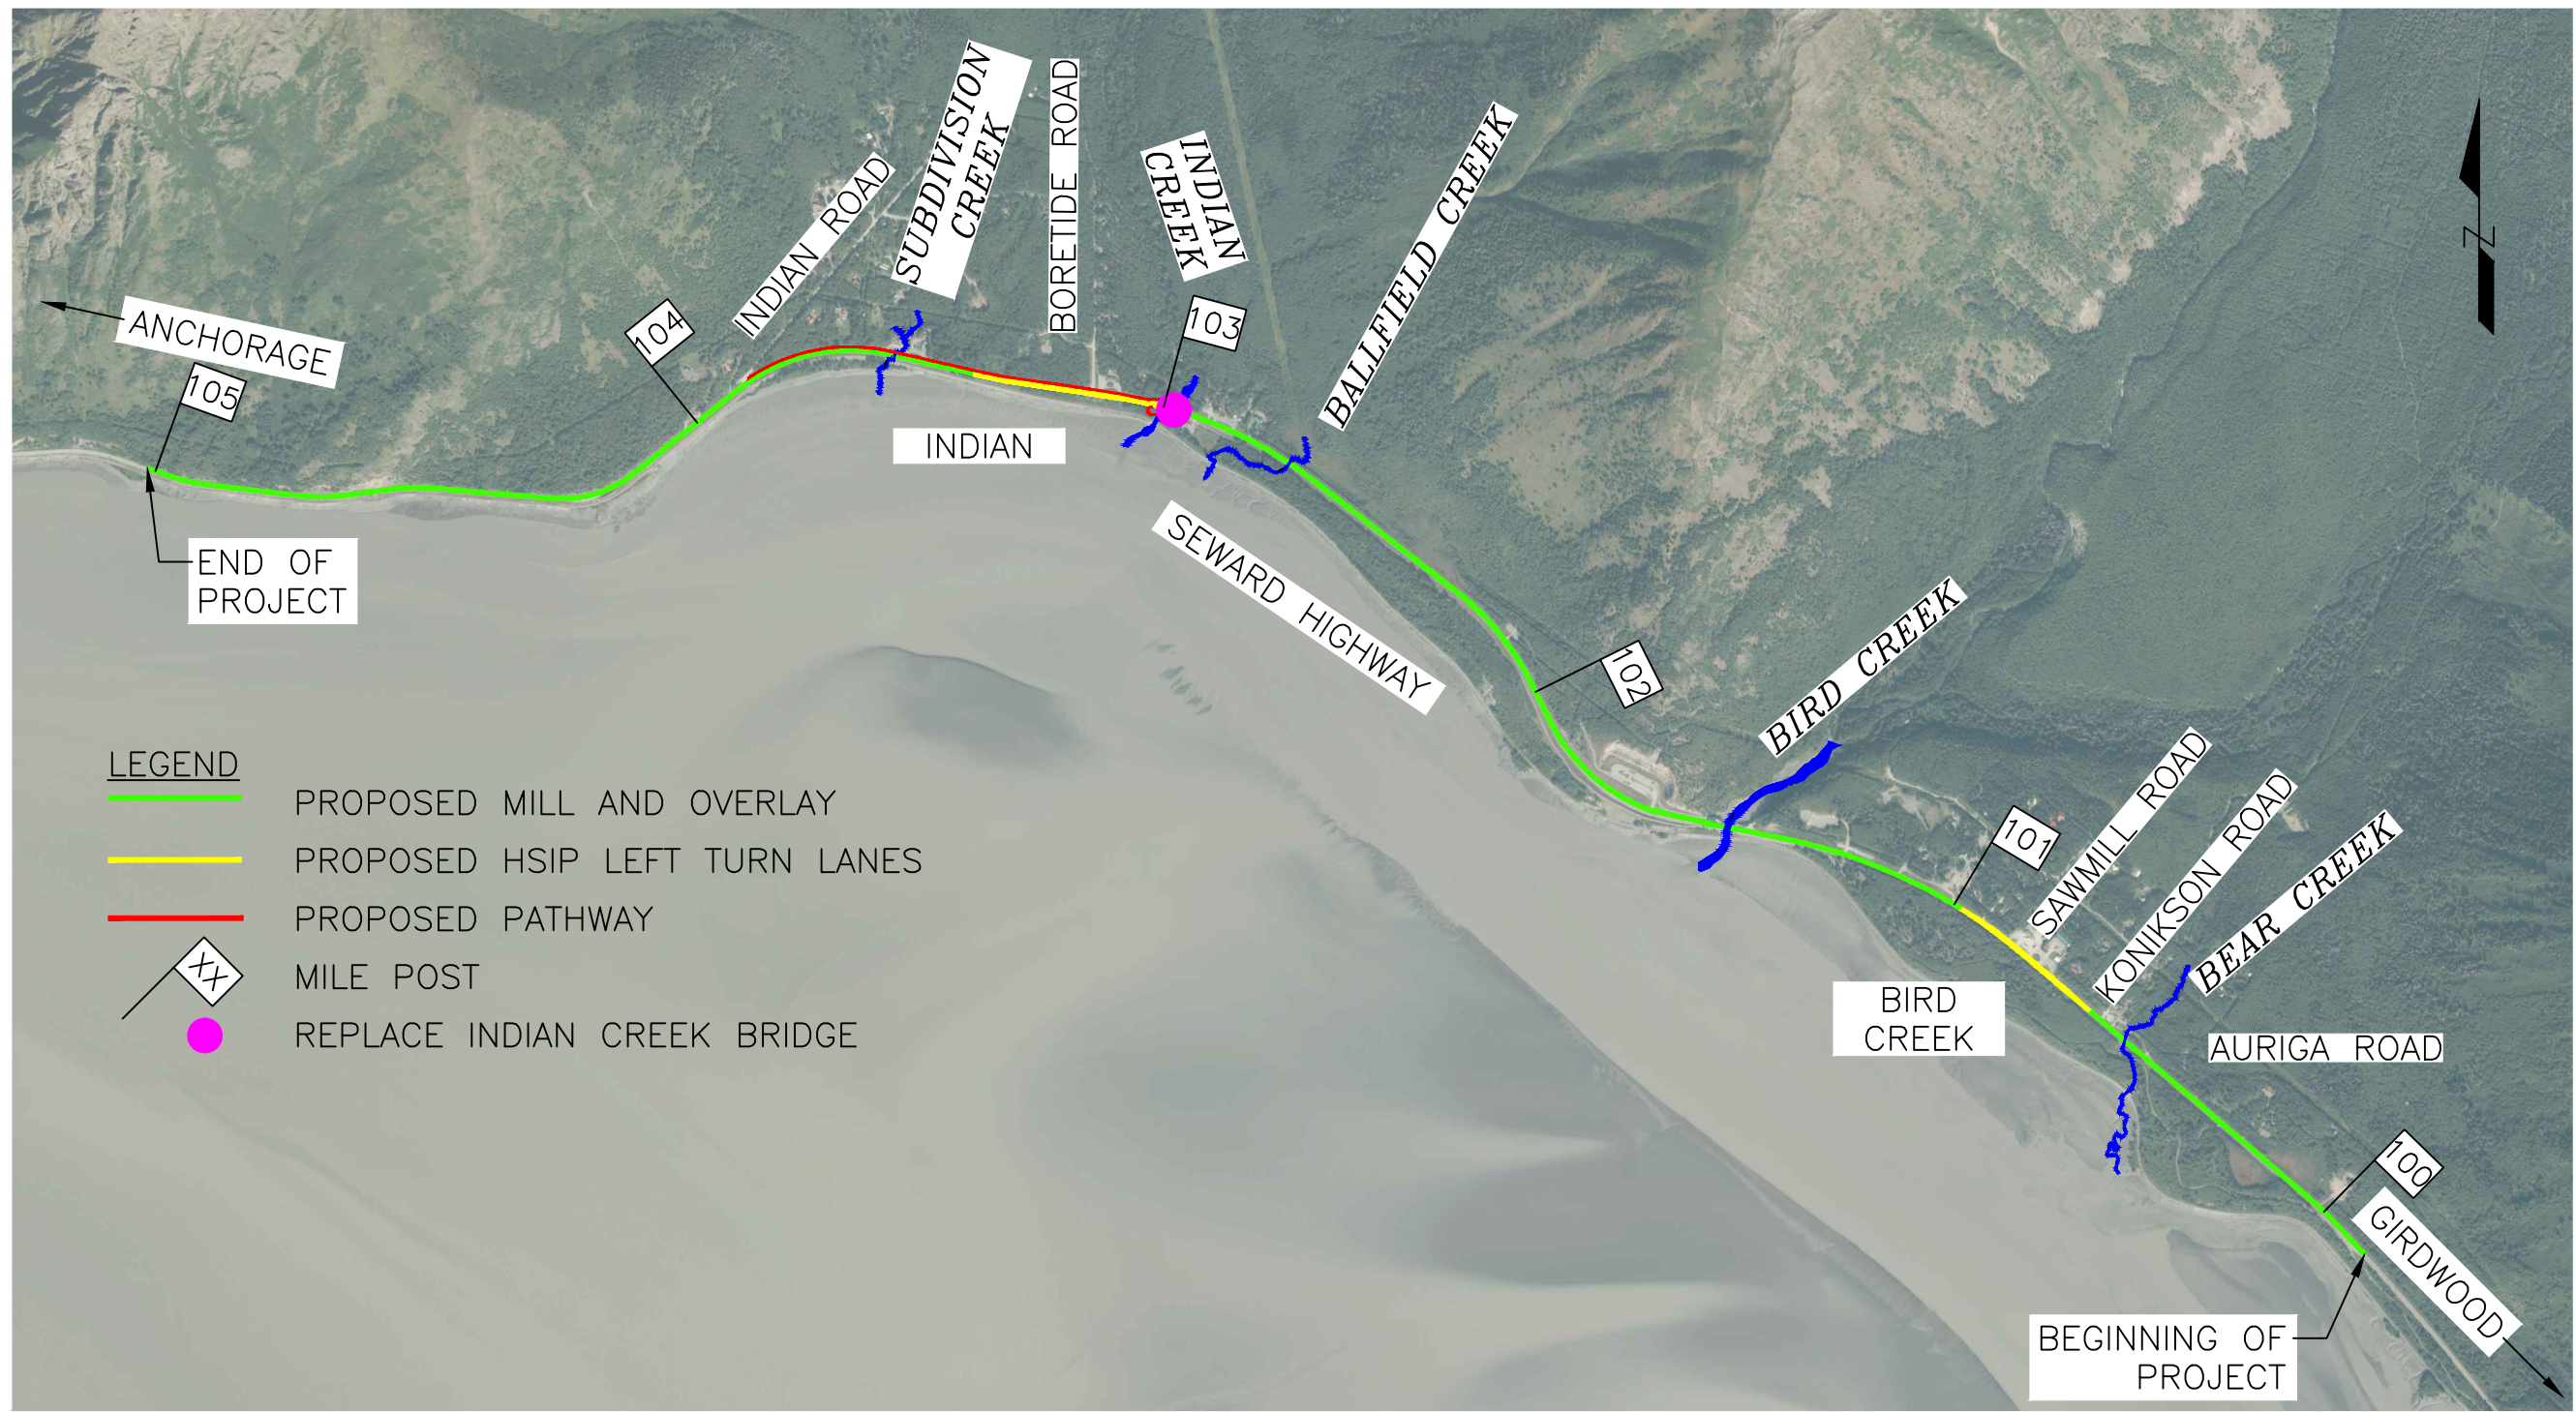 SUBDIVISION
CREEK
BORETIDE ROAD
INDIAN
CREEK
BALLFIELD CREEK
INDIAN ROAD
N
ANCHORAGE
105
104
103
INDIAN
END OF
PROJECT
SEWARD HIGHWAY
102
BIRD CREEK
101
SAWMILL ROAD
KONIKSON ROAD
BEAR CREEK
BIRD
CREEK
AURIGA ROAD
100
GIRDWOOD
BEGINNING OF
PROJECT
LEGEND
PROPOSED MILL AND OVERLAY
PROPOSED HSIP LEFT TURN LANES
PROPOSED PATHWAY
XX MILE POST
REPLACE INDIAN CREEK BRIDGE